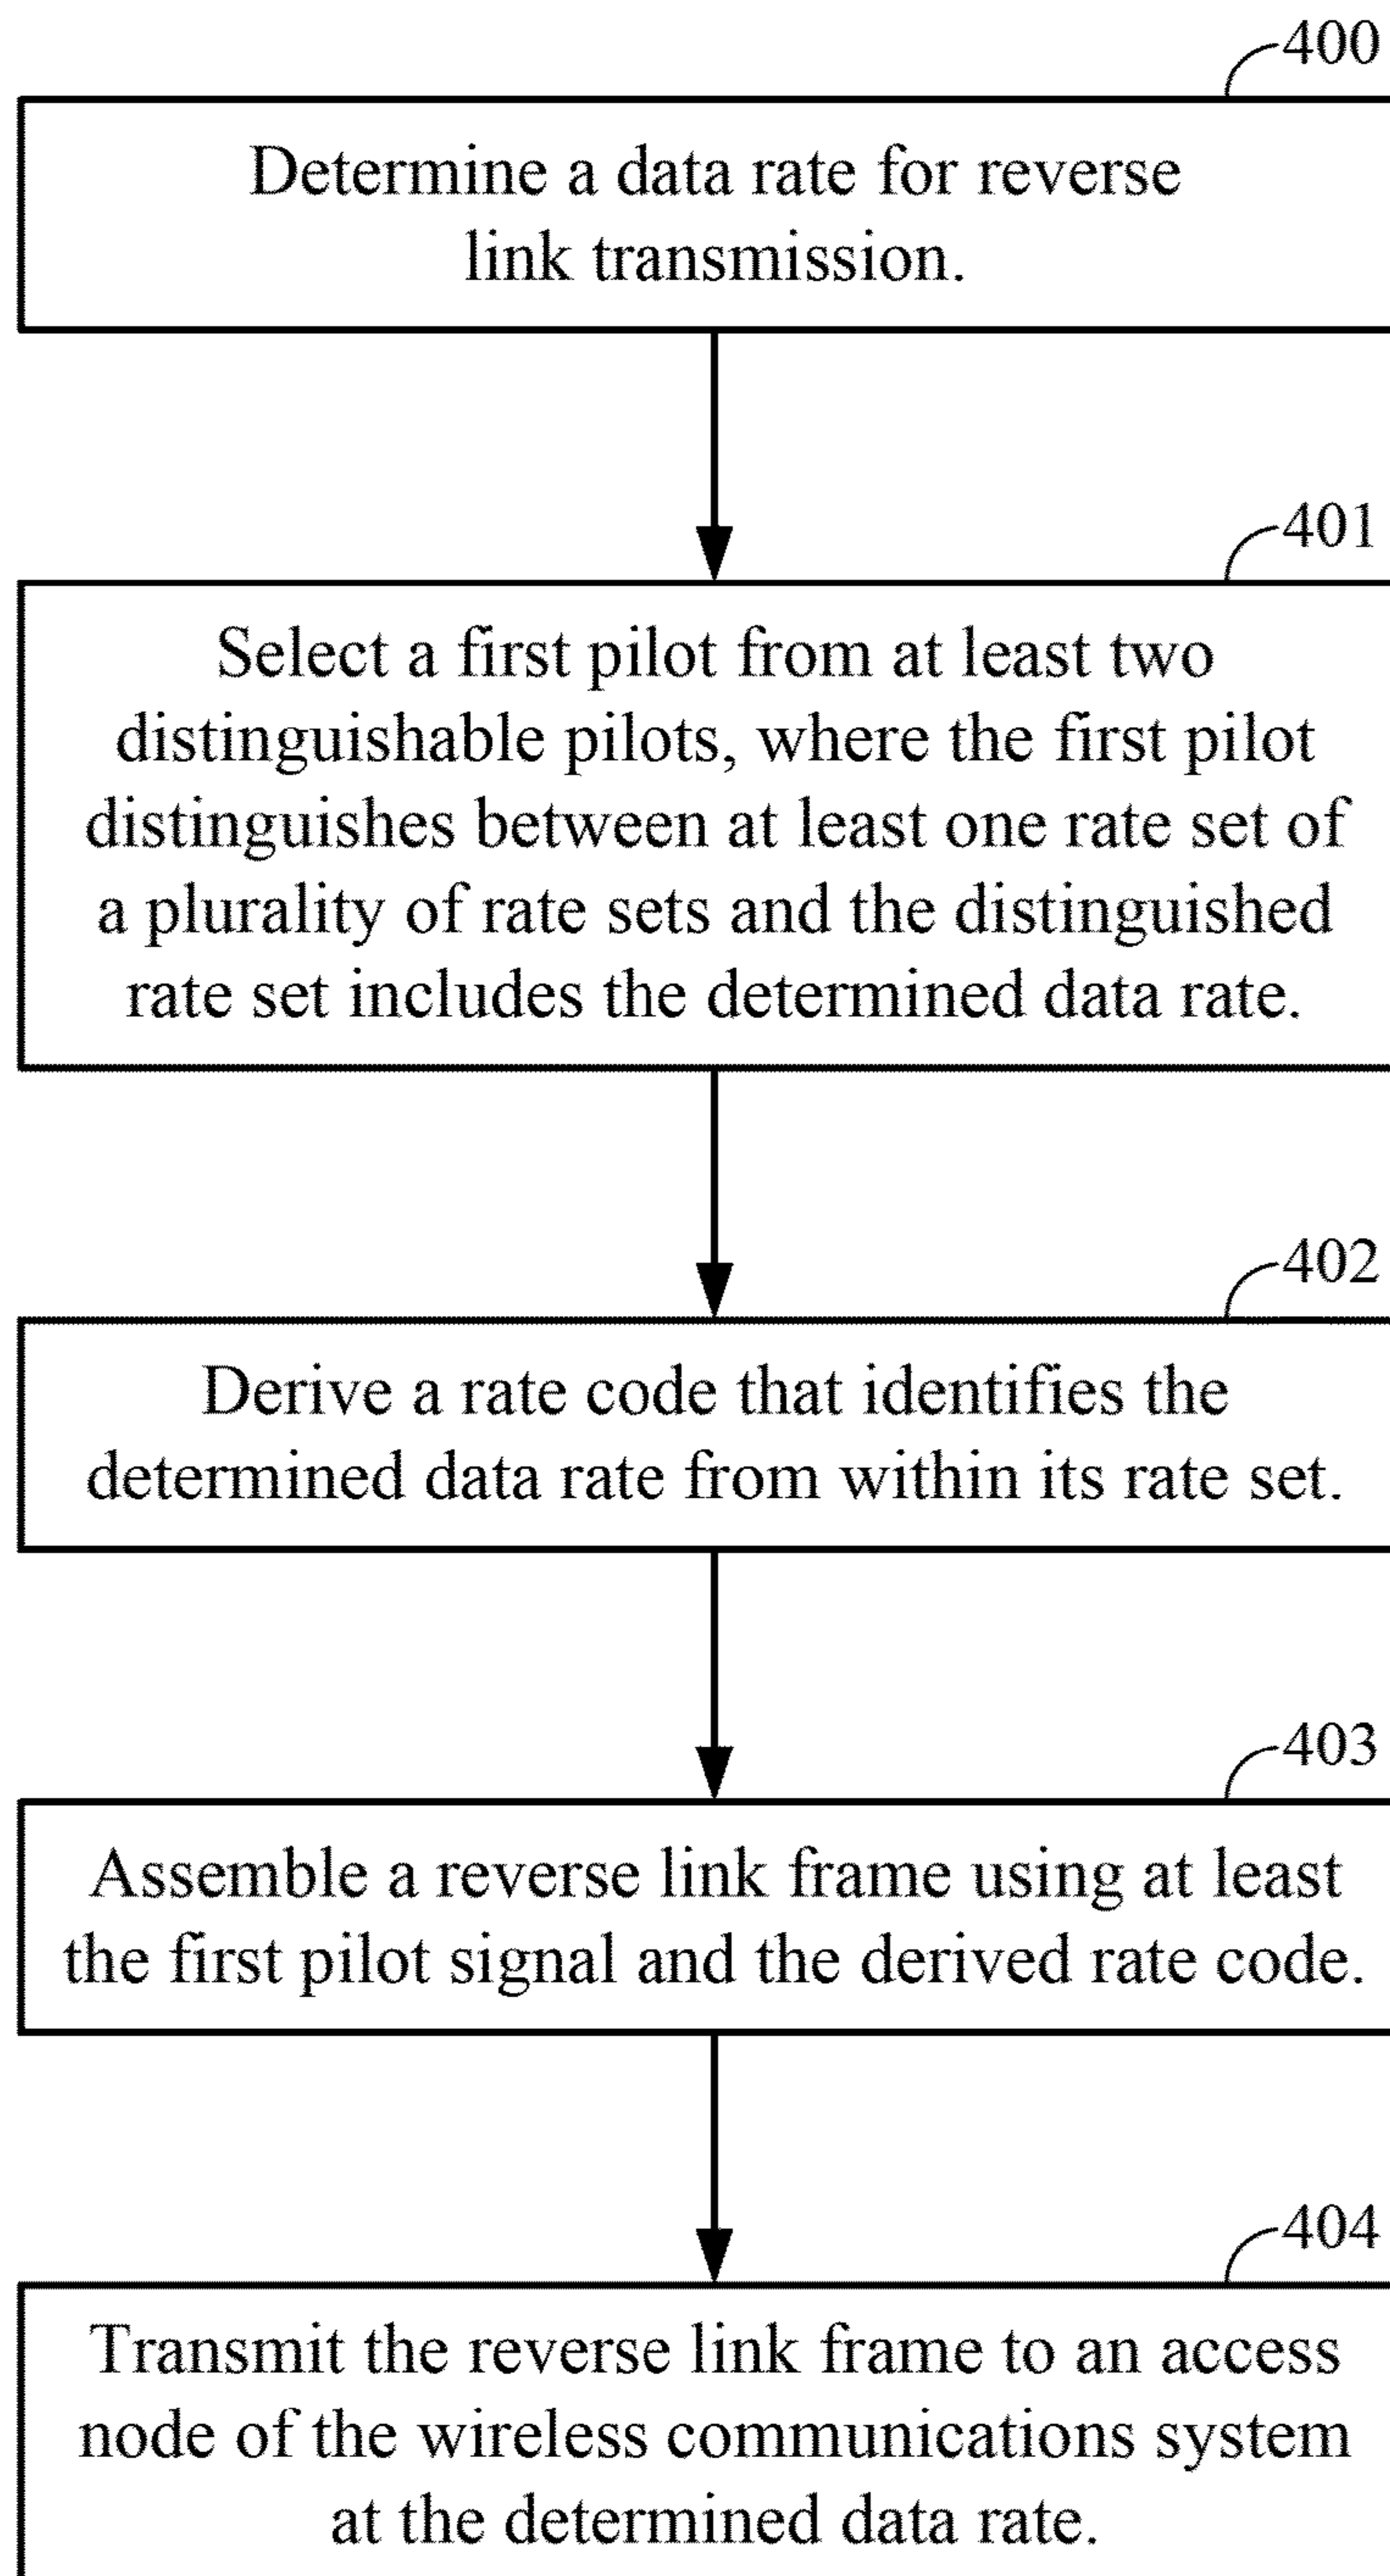 400
Determine a data rate for reverse
link transmission.
401
Select a first pilot from at least two
distinguishable pilots, where the first pilot
distinguishes between at least one rate set of
a plurality of rate sets and the distinguished
rate set includes the determined data rate.
402
Derive a rate code that identifies the
determined data rate from within its rate set.
403
Assemble a reverse link frame using at least
the first pilot signal and the derived rate code.
404
Transmit the reverse link frame to an access
node of the wireless communications system
at the determined data rate.